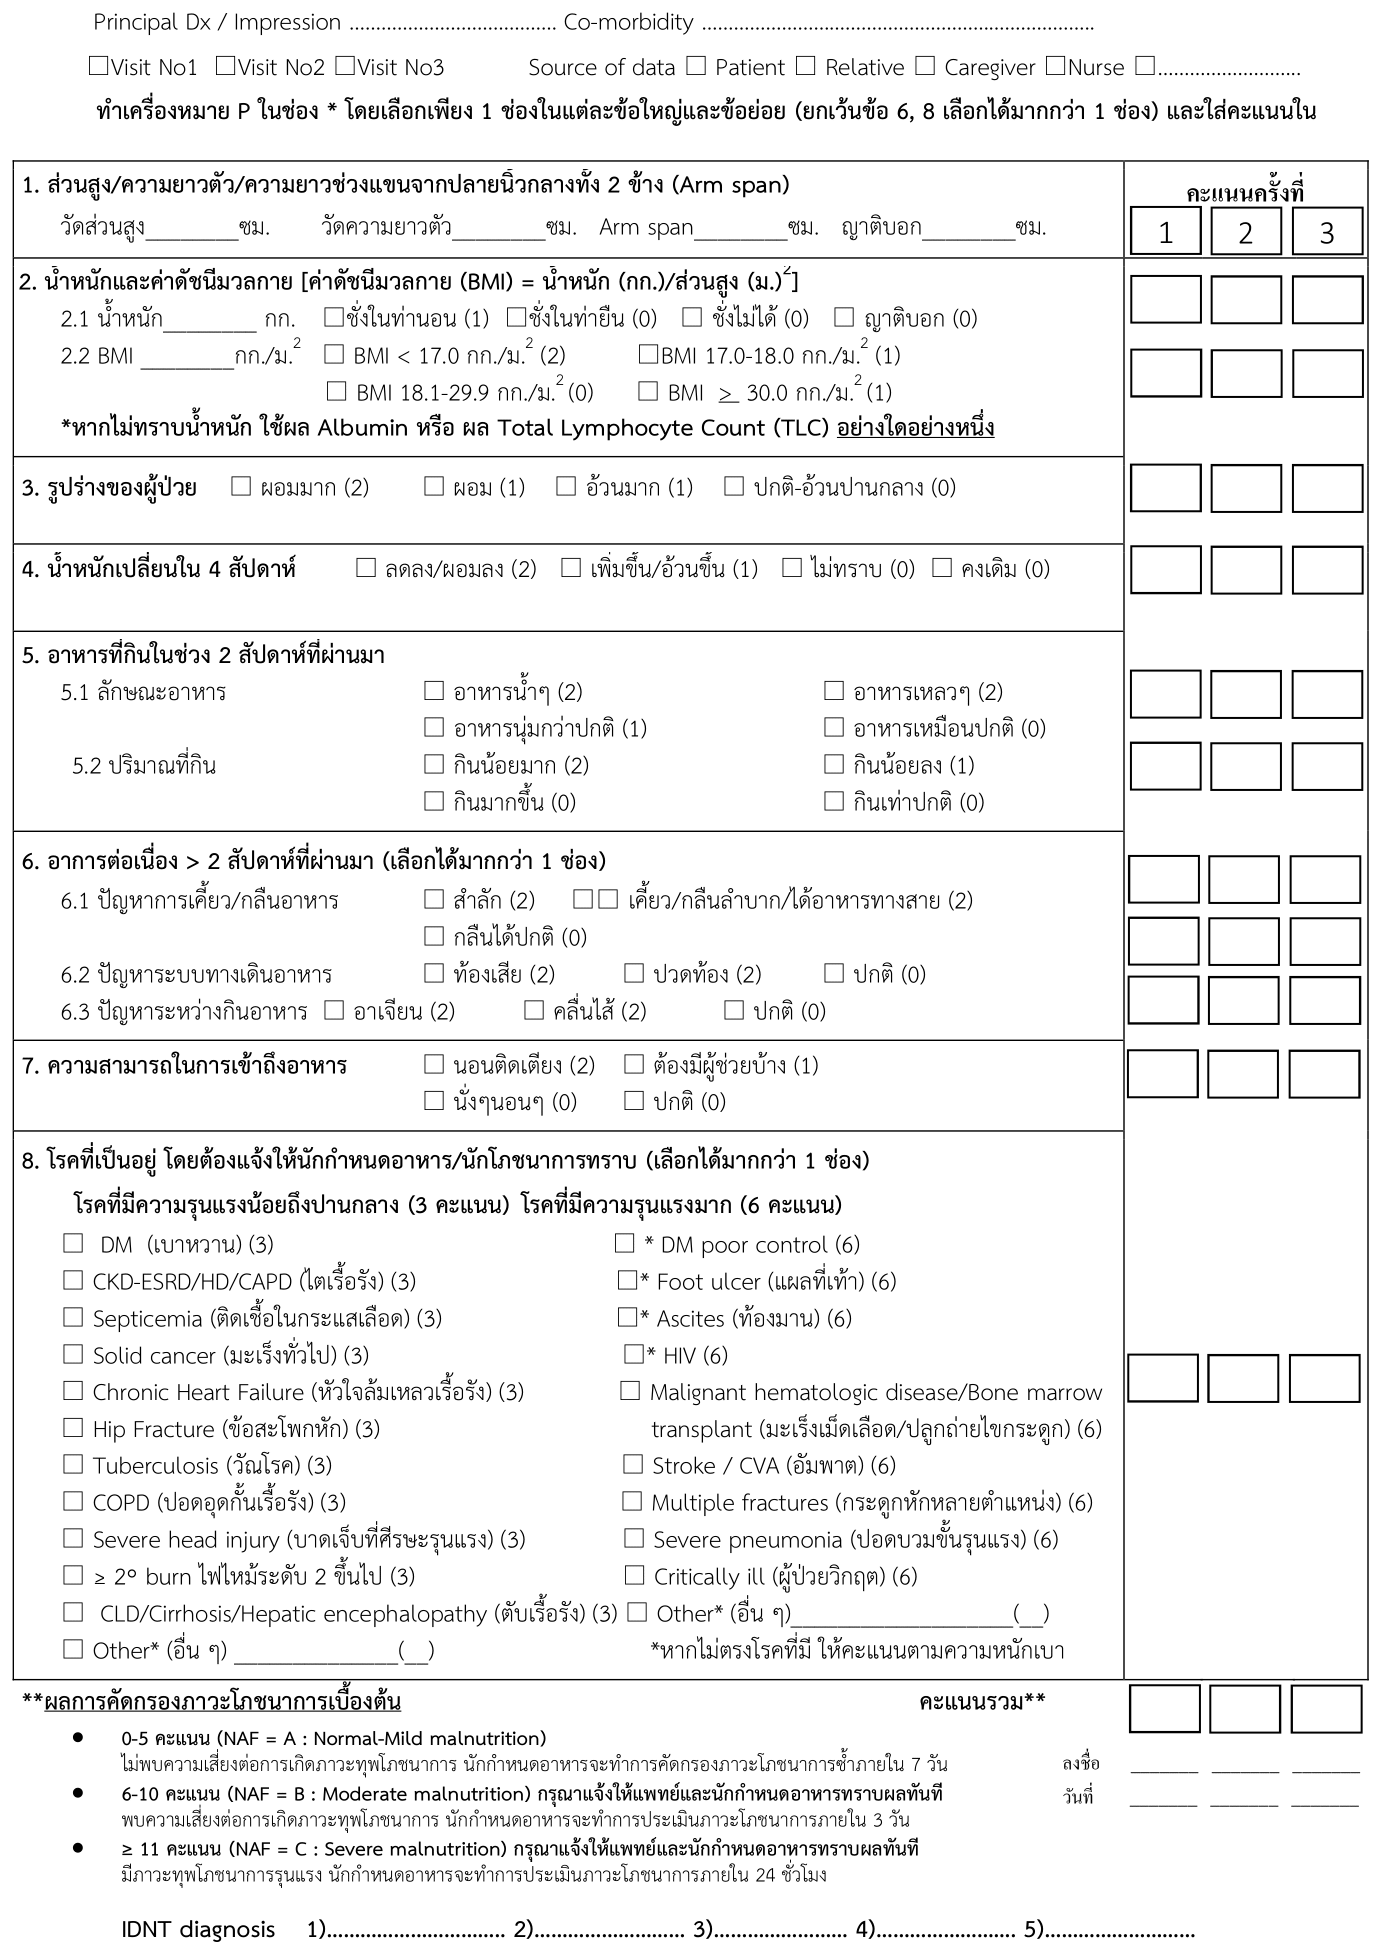 Principal Dx / Impression ....................................... Co-morbidity ..........................................................................
☐Visit No1 ☐Visit No2 ☐Visit No3 Source of data ☐ Patient ☐ Relative ☐ Caregiver ☐Nurse ☐...........................
ทำเครื่องหมาย P ในช่อง * โดยเลือกเพียง 1 ช่องในแต่ละข้อใหญ่และข้อย่อย (ยกเว้นข้อ 6, 8 เลือกได้มากกว่า 1 ช่อง) และใส่คะแนนใน
1. ส่วนสูง/ความยาวตัว/ความยาวช่วงแขนจากปลายนิ้วกลางทั้ง 2 ข้าง (Arm span)
คะแนนครั้งที่
วัดส่วนสูง________ซม. วัดความยาวตัว________ซม. Arm span________ซม. ญาติบอก________ซม.
1 2 3
2. น้ำหนักและค่าดัชนีมวลกาย [ค่าดัชนีมวลกาย (BMI) = น้ำหนัก (กก.)/ส่วนสูง (ม.)²]
2.1 น้ำหนัก________ กก. ☐ชั่งในท่านอน (1) ☐ชั่งในท่ายืน (0) ☐ ชั่งไม่ได้ (0) ☐ ญาติบอก (0)
2.2 BMI ________กก./ม.² ☐ BMI < 17.0 กก./ม.² (2) ☐BMI 17.0-18.0 กก./ม.² (1)
☐ BMI 18.1-29.9 กก./ม.² (0) ☐ BMI ≥ 30.0 กก./ม.² (1)
*หากไม่ทราบน้ำหนัก ใช้ผล Albumin หรือ ผล Total Lymphocyte Count (TLC) อย่างใดอย่างหนึ่ง
3. รูปร่างของผู้ป่วย ☐ ผอมมาก (2) ☐ ผอม (1) ☐ อ้วนมาก (1) ☐ ปกติ-อ้วนปานกลาง (0)
4. น้ำหนักเปลี่ยนใน 4 สัปดาห์ ☐ ลดลง/ผอมลง (2) ☐ เพิ่มขึ้น/อ้วนขึ้น (1) ☐ ไม่ทราบ (0) ☐ คงเดิม (0)
5. อาหารที่กินในช่วง 2 สัปดาห์ที่ผ่านมา
5.1 ลักษณะอาหาร ☐ อาหารน้ำๆ (2) ☐ อาหารเหลวๆ (2)
☐ อาหารนุ่มกว่าปกติ (1) ☐ อาหารเหมือนปกติ (0)
5.2 ปริมาณที่กิน ☐ กินน้อยมาก (2) ☐ กินน้อยลง (1)
☐ กินมากขึ้น (0) ☐ กินเท่าปกติ (0)
6. อาการต่อเนื่อง > 2 สัปดาห์ที่ผ่านมา (เลือกได้มากกว่า 1 ช่อง)
6.1 ปัญหาการเคี้ยว/กลืนอาหาร ☐ สำลัก (2) ☐☐ เคี้ยว/กลืนลำบาก/ได้อาหารทางสาย (2)
☐ กลืนได้ปกติ (0)
6.2 ปัญหาระบบทางเดินอาหาร ☐ ท้องเสีย (2) ☐ ปวดท้อง (2) ☐ ปกติ (0)
6.3 ปัญหาระหว่างกินอาหาร ☐ อาเจียน (2) ☐ คลื่นไส้ (2) ☐ ปกติ (0)
7. ความสามารถในการเข้าถึงอาหาร ☐ นอนติดเตียง (2) ☐ ต้องมีผู้ช่วยบ้าง (1)
☐ นั่งๆนอนๆ (0) ☐ ปกติ (0)
8. โรคที่เป็นอยู่ โดยต้องแจ้งให้นักกำหนดอาหาร/นักโภชนาการทราบ (เลือกได้มากกว่า 1 ช่อง)
โรคที่มีความรุนแรงน้อยถึงปานกลาง (3 คะแนน) โรคที่มีความรุนแรงมาก (6 คะแนน)
☐ DM (เบาหวาน) (3) ☐ * DM poor control (6)
☐ CKD-ESRD/HD/CAPD (ไตเรื้อรัง) (3) ☐* Foot ulcer (แผลที่เท้า) (6)
☐ Septicemia (ติดเชื้อในกระแสเลือด) (3) ☐* Ascites (ท้องมาน) (6)
☐ Solid cancer (มะเร็งทั่วไป) (3) ☐* HIV (6)
☐ Chronic Heart Failure (หัวใจล้มเหลวเรื้อรัง) (3) ☐ Malignant hematologic disease/Bone marrow
☐ Hip Fracture (ข้อสะโพกหัก) (3) transplant (มะเร็งเม็ดเลือด/ปลูกถ่ายไขกระดูก) (6)
☐ Tuberculosis (วัณโรค) (3) ☐ Stroke / CVA (อัมพาต) (6)
☐ COPD (ปอดอุดกั้นเรื้อรัง) (3) ☐ Multiple fractures (กระดูกหักหลายตำแหน่ง) (6)
☐ Severe head injury (บาดเจ็บที่ศีรษะรุนแรง) (3) ☐ Severe pneumonia (ปอดบวมขั้นรุนแรง) (6)
☐ ≥ 2º burn ไฟไหม้ระดับ 2 ขึ้นไป (3) ☐ Critically ill (ผู้ป่วยวิกฤต) (6)
☐ CLD/Cirrhosis/Hepatic encephalopathy (ตับเรื้อรัง) (3) ☐ Other* (อื่น ๆ)___________________(__)
☐ Other* (อื่น ๆ) ______________(__) *หากไม่ตรงโรคที่มี ให้คะแนนตามความหนักเบา
**ผลการคัดกรองภาวะโภชนาการเบื้องต้น คะแนนรวม**
● 0-5 คะแนน (NAF = A : Normal-Mild malnutrition)
ไม่พบความเสี่ยงต่อการเกิดภาวะทุพโภชนาการ นักกำหนดอาหารจะทำการคัดกรองภาวะโภชนาการซ้ำภายใน 7 วัน ลงชื่อ _______ _______ _______
● 6-10 คะแนน (NAF = B : Moderate malnutrition) กรุณาแจ้งให้แพทย์และนักกำหนดอาหารทราบผลทันที วันที่ _______ _______ _______
พบความเสี่ยงต่อการเกิดภาวะทุพโภชนาการ นักกำหนดอาหารจะทำการประเมินภาวะโภชนาการภายใน 3 วัน
● ≥ 11 คะแนน (NAF = C : Severe malnutrition) กรุณาแจ้งให้แพทย์และนักกำหนดอาหารทราบผลทันที
มีภาวะทุพโภชนาการรุนแรง นักกำหนดอาหารจะทำการประเมินภาวะโภชนาการภายใน 24 ชั่วโมง
IDNT diagnosis 1).................................. 2)............................. 3)......................... 4).......................... 5).............................